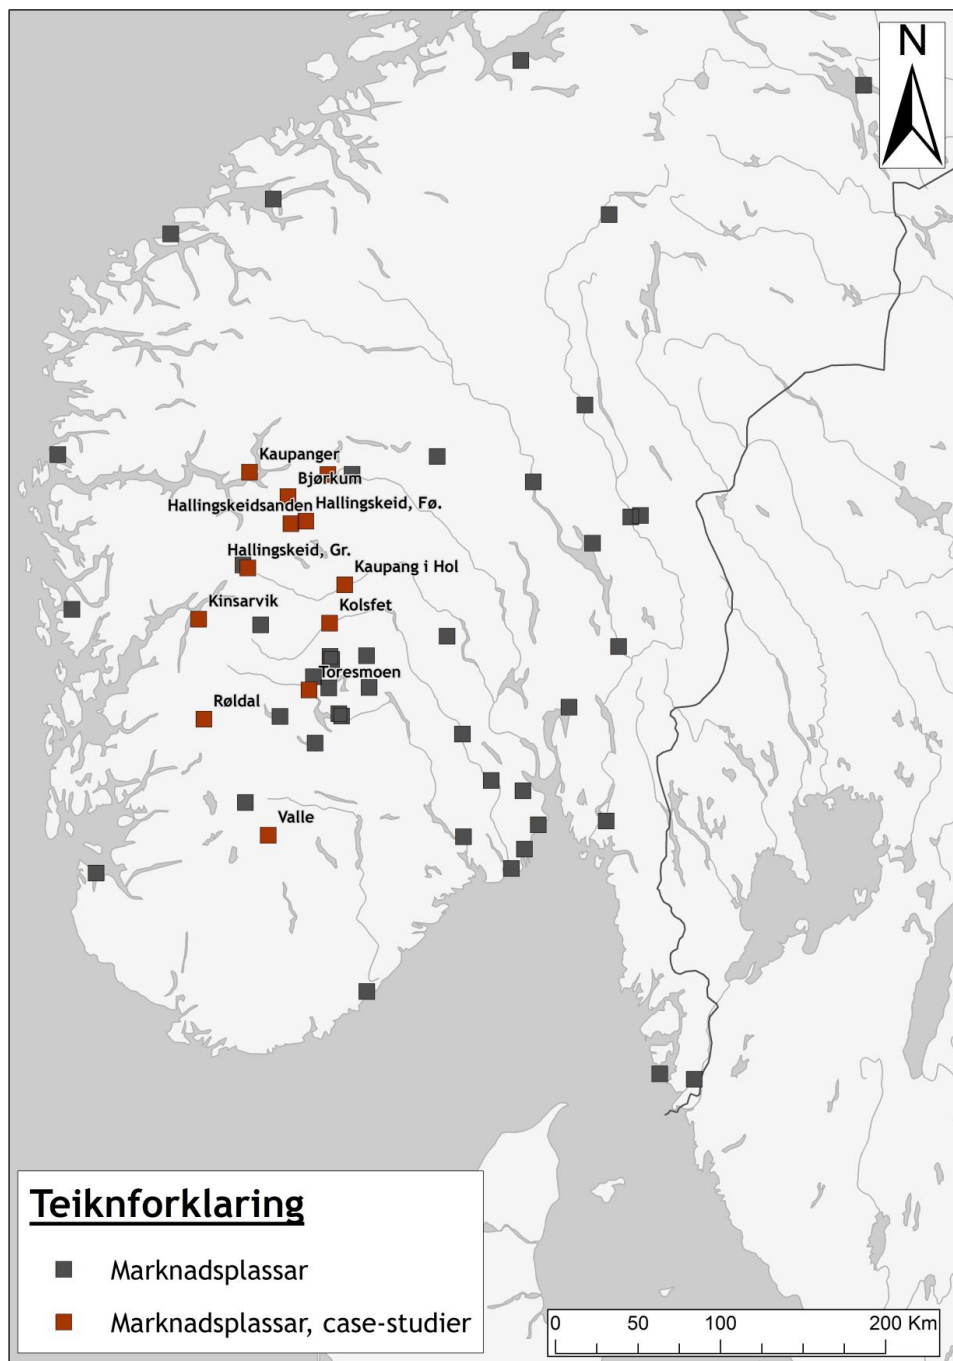 N
Kaupanger
Bjørkum
Hallingskeidsanden
Hallingskeid, Fø.
Hallingskeid, Gr.
Kaupang i Hol
Kinsarvik
Kolsfet
Toresmoen
Røldal
Valle
Teiknforklaring
Marknadsplassar
Marknadsplassar, case-studier
0 50 100 200 Km